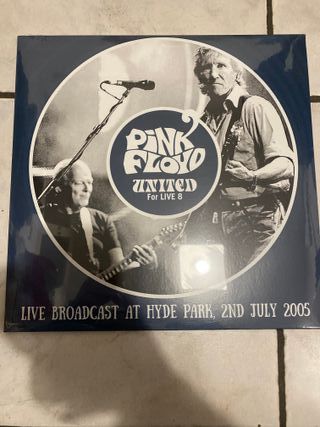 PINK
FLOYD
UNITED
For LIVE 8
LIVE BROADCAST AT HYDE PARK, 2ND JULY 2005